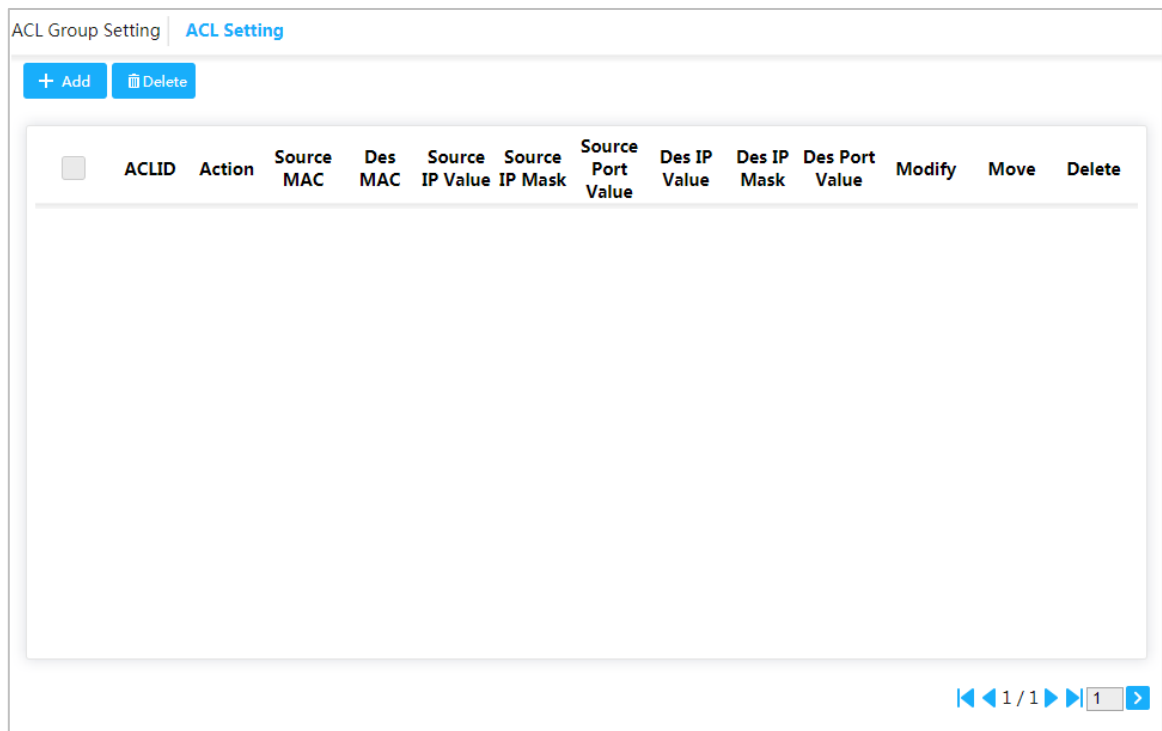 ACL Group Setting ACL Setting
+ Add Delete
ACLID Action Source MAC Des MAC Source IP Value Source IP Mask Source Port Value Des IP Value Des IP Mask Des Port Value Modify Move Delete
1 / 1 1